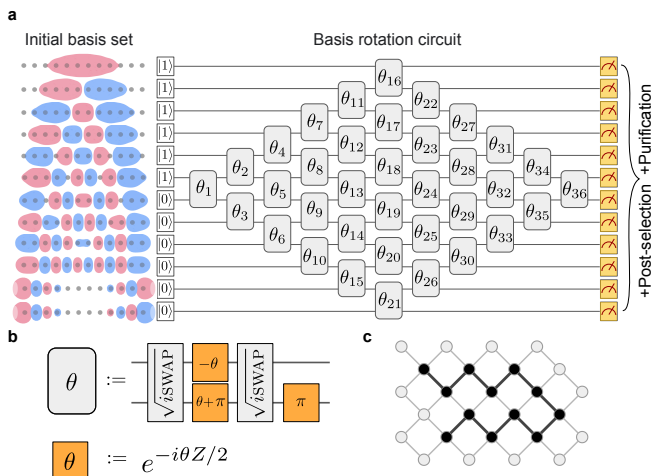 a
Initial basis set
Basis rotation circuit
|1⟩
|1⟩
|1⟩
|1⟩
|1⟩
|1⟩
|0⟩
|0⟩
|0⟩
|0⟩
|0⟩
|0⟩
θ1
θ2
θ3
θ4
θ5
θ6
θ7
θ8
θ9
θ10
θ11
θ12
θ13
θ14
θ15
θ16
θ17
θ18
θ19
θ20
θ21
θ22
θ23
θ24
θ25
θ26
θ27
θ28
θ29
θ30
θ31
θ32
θ33
θ34
θ35
θ36
+Post-selection +Purification
b
θ := √iSWAP −θ θ+π √iSWAP π
θ := e^{−iθZ/2}
c